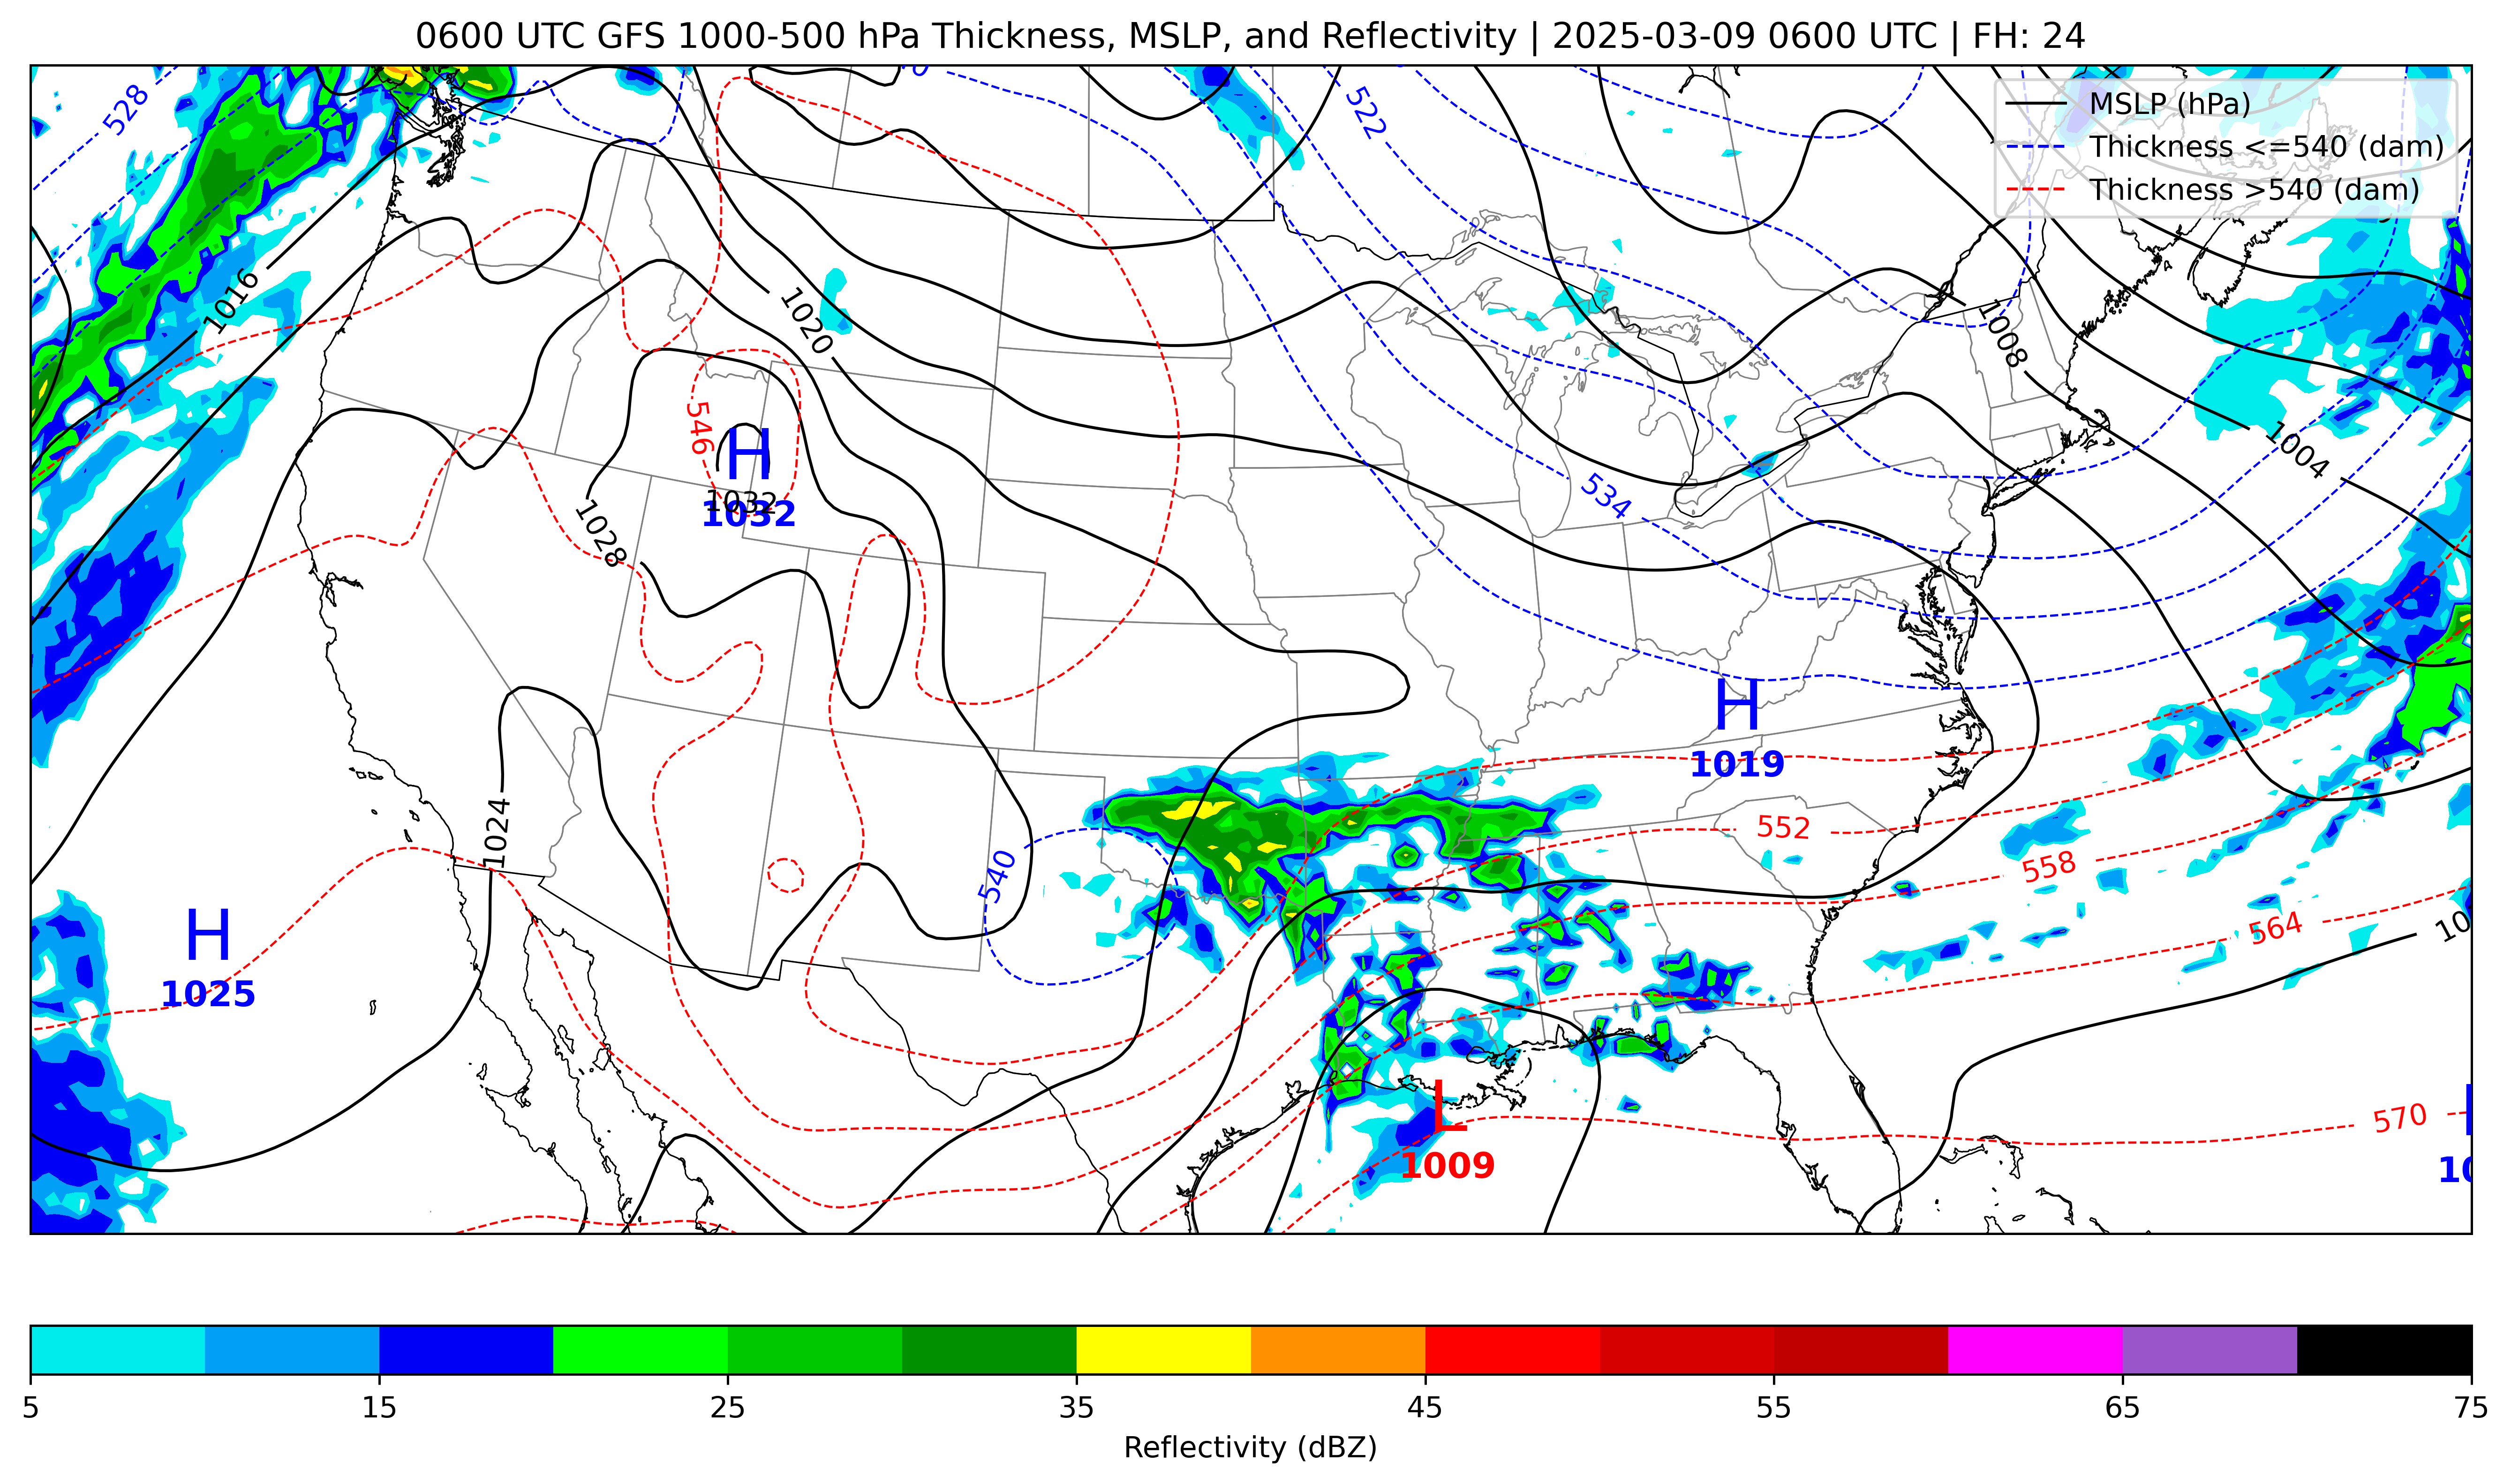 0600 UTC GFS 1000-500 hPa Thickness, MSLP, and Reflectivity | 2025-03-09 0600 UTC | FH: 24
MSLP (hPa)
Thickness <=540 (dam)
Thickness >540 (dam)
528
522
1016
1020
1008
546
H
1032
1032
1004
534
1028
H
1019
1024
552
540
558
564
10
H
1025
L
1009
570
10
5 15 25 35 45 55 65 75
Reflectivity (dBZ)